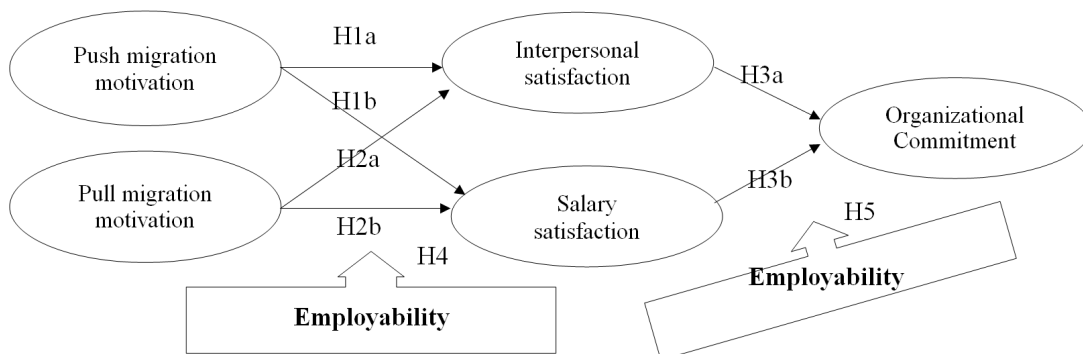 Push migration
motivation
H1a
Interpersonal
satisfaction
H3a
H1b
Organizational
Commitment
H2a
Pull migration
motivation
H2b
Salary
satisfaction
H3b
H4
H5
Employability
Employability